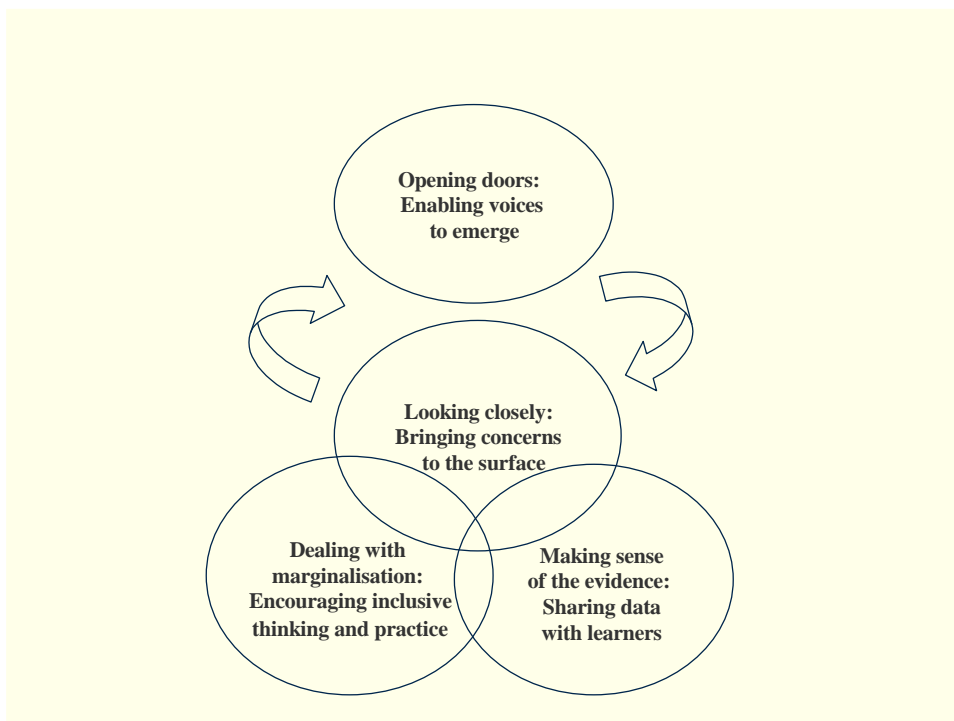 Opening doors:
Enabling voices
to emerge
Looking closely:
Bringing concerns
to the surface
Dealing with
marginalisation:
Encouraging inclusive
thinking and practice
Making sense
of the evidence:
Sharing data
with learners